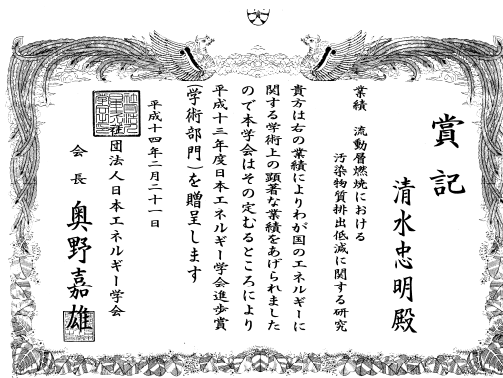 賞記
清水忠明殿
業績 流動層燃焼における
汚染物質排出低減に関する研究
貴方は右の業績によりわが国のエネルギーに
関する学術上の顕著な業績をあげられました
ので本学会はその定むるところにより
平成十三年度日本エネルギー学会進歩賞
(学術部門)を贈呈します
平成十四年二月二十一日
社団法人日本エネルギー学会
会長 奥野嘉雄